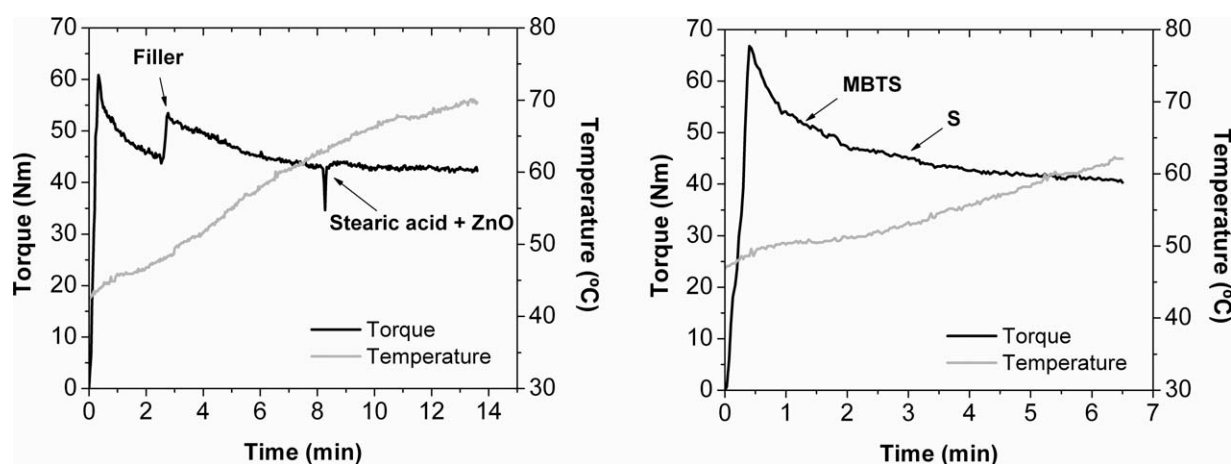 70
60
50
40
30
20
10
0
Torque (Nm)
80
70
60
50
40
30
Temperature (ºC)
0 2 4 6 8 10 12 14
Time (min)
Filler
Stearic acid + ZnO
Torque
Temperature
70
60
50
40
30
20
10
0
Torque (Nm)
80
70
60
50
40
30
Temperature (ºC)
0 1 2 3 4 5 6 7
Time (min)
MBTS
S
Torque
Temperature